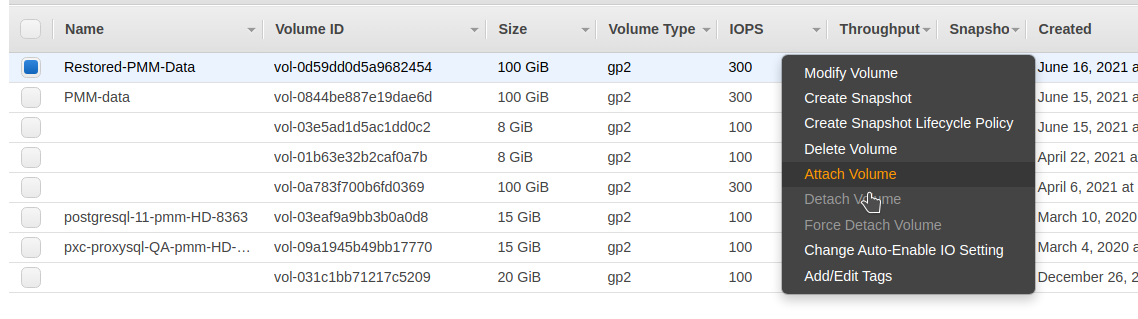 Name Volume ID Size Volume Type IOPS Throughput Snapsho Created
Restored-PMM-Data vol-0d59dd0d5a9682454 100 GiB gp2 300 June 16, 2021 a
PMM-data vol-0844be887e19dae6d 100 GiB gp2 300 June 15, 2021 a
vol-03e5ad1d5ac1dd0c2 8 GiB gp2 100 June 15, 2021 a
vol-01b63e32b2caf0a7b 8 GiB gp2 100 April 22, 2021 a
vol-0a783f700b6fd0369 100 GiB gp2 300 April 6, 2021 at
postgresql-11-pmm-HD-8363 vol-03eaf9a9bb3b0a0d8 15 GiB gp2 100 March 10, 2020
pxc-proxysql-QA-pmm-HD-... vol-09a1945b49bb17770 15 GiB gp2 100 March 4, 2020 a
vol-031c1bb71217c5209 20 GiB gp2 100 December 26, 2
Modify Volume
Create Snapshot
Create Snapshot Lifecycle Policy
Delete Volume
Attach Volume
Detach Volume
Force Detach Volume
Change Auto-Enable IO Setting
Add/Edit Tags